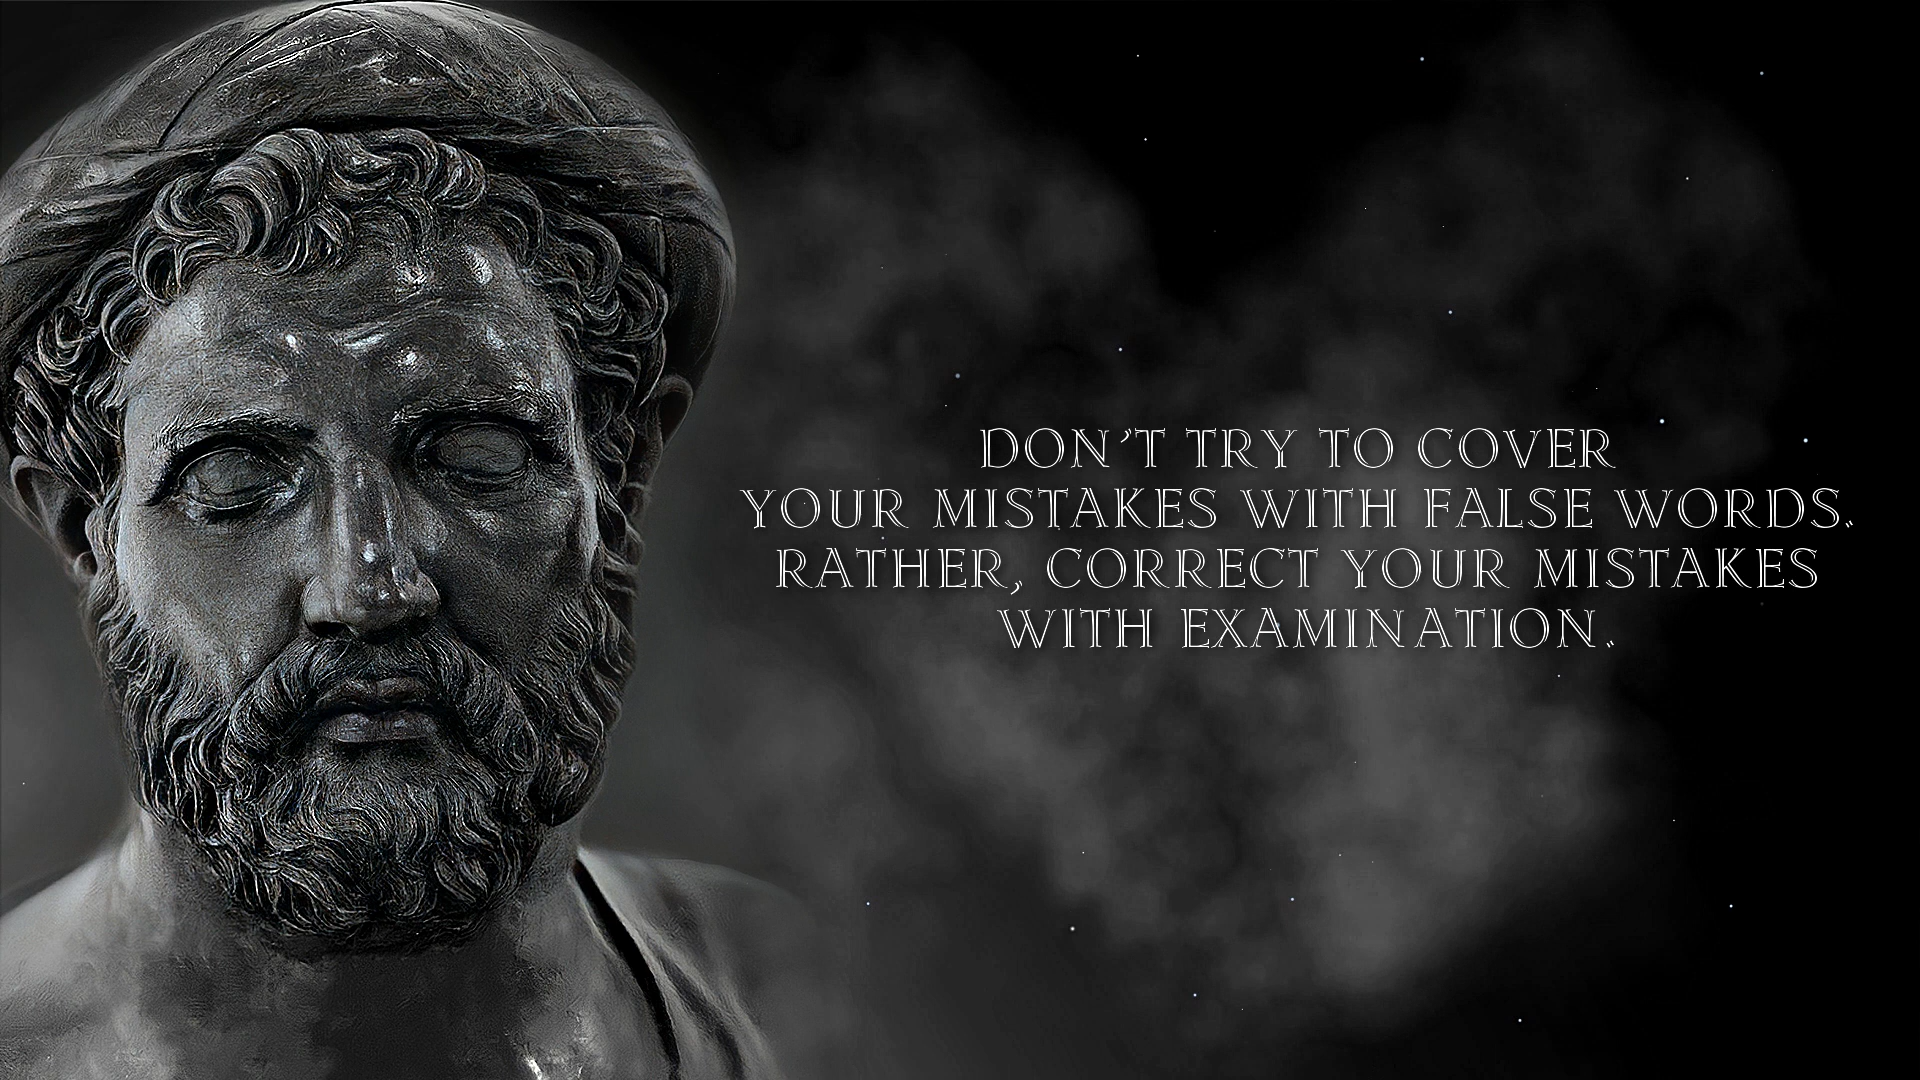 DON'T TRY TO COVER
YOUR MISTAKES WITH FALSE WORDS.
RATHER, CORRECT YOUR MISTAKES
WITH EXAMINATION.